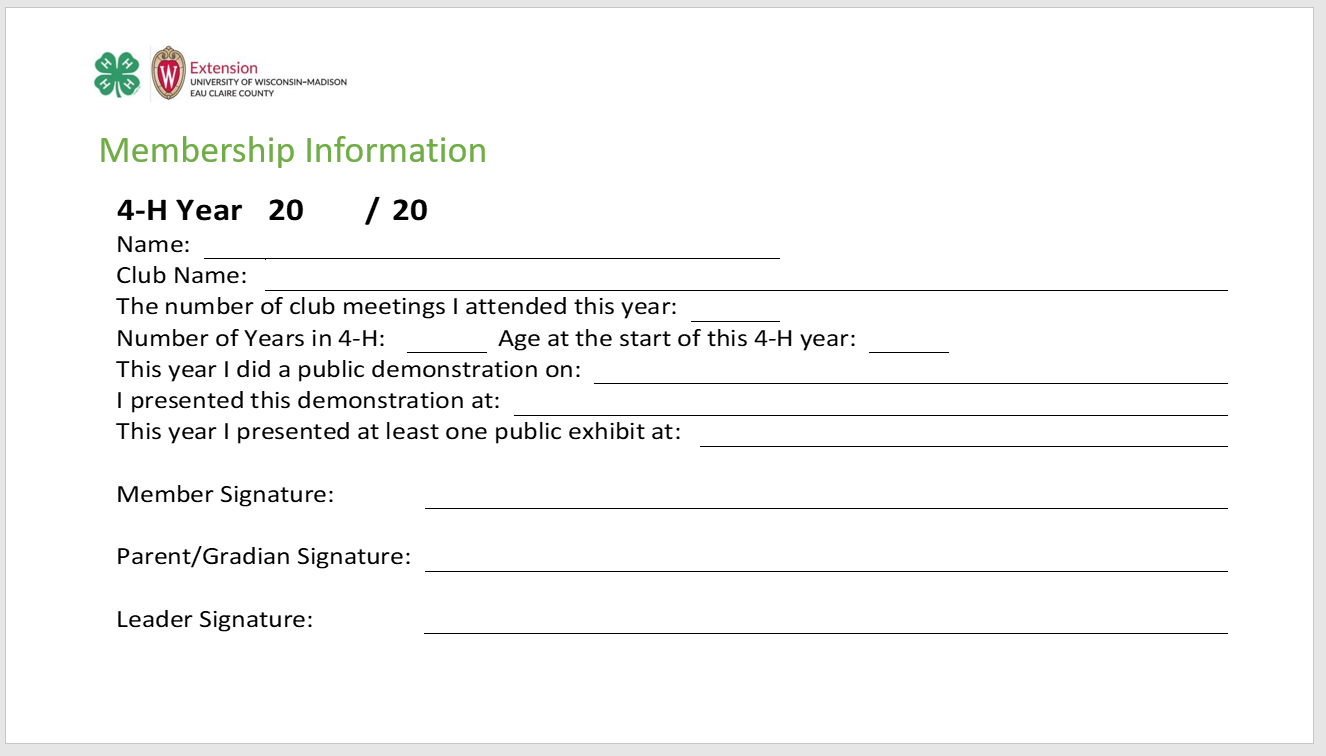 H H H H
W
Extension
UNIVERSITY OF WISCONSIN-MADISON
EAU CLAIRE COUNTY
Membership Information
4-H Year 20 / 20
Name:
Club Name:
The number of club meetings I attended this year:
Number of Years in 4-H: Age at the start of this 4-H year:
This year I did a public demonstration on:
I presented this demonstration at:
This year I presented at least one public exhibit at:
Member Signature:
Parent/Gradian Signature:
Leader Signature: